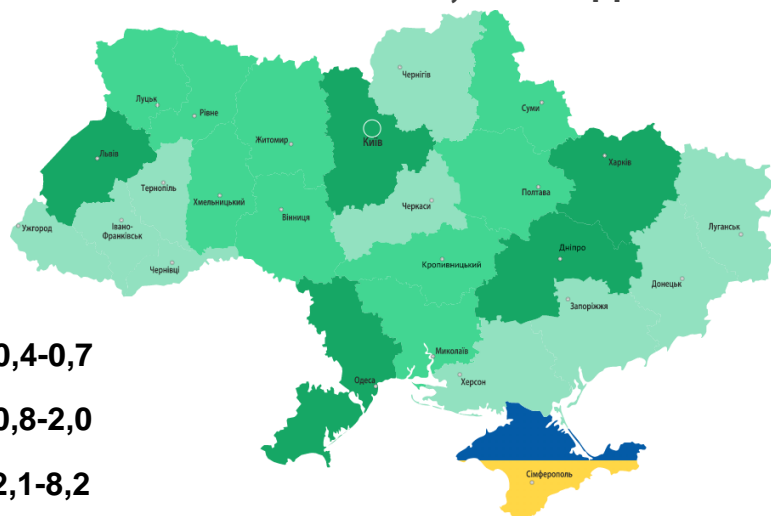 Чернігів
Луцьк
Рівне
Суми
Житомир
Київ
Львів
Харків
Тернопіль
Хмельницький
Полтава
Вінниця
Черкаси
Ужгород
Івано-
Франківськ
Луганськ
Чернівці
Дніпро
Кропивницький
Донецьк
Запоріжжя
0,4-0,7
Миколаїв
Одеса
Херсон
0,8-2,0
Сімферополь
2,1-8,2